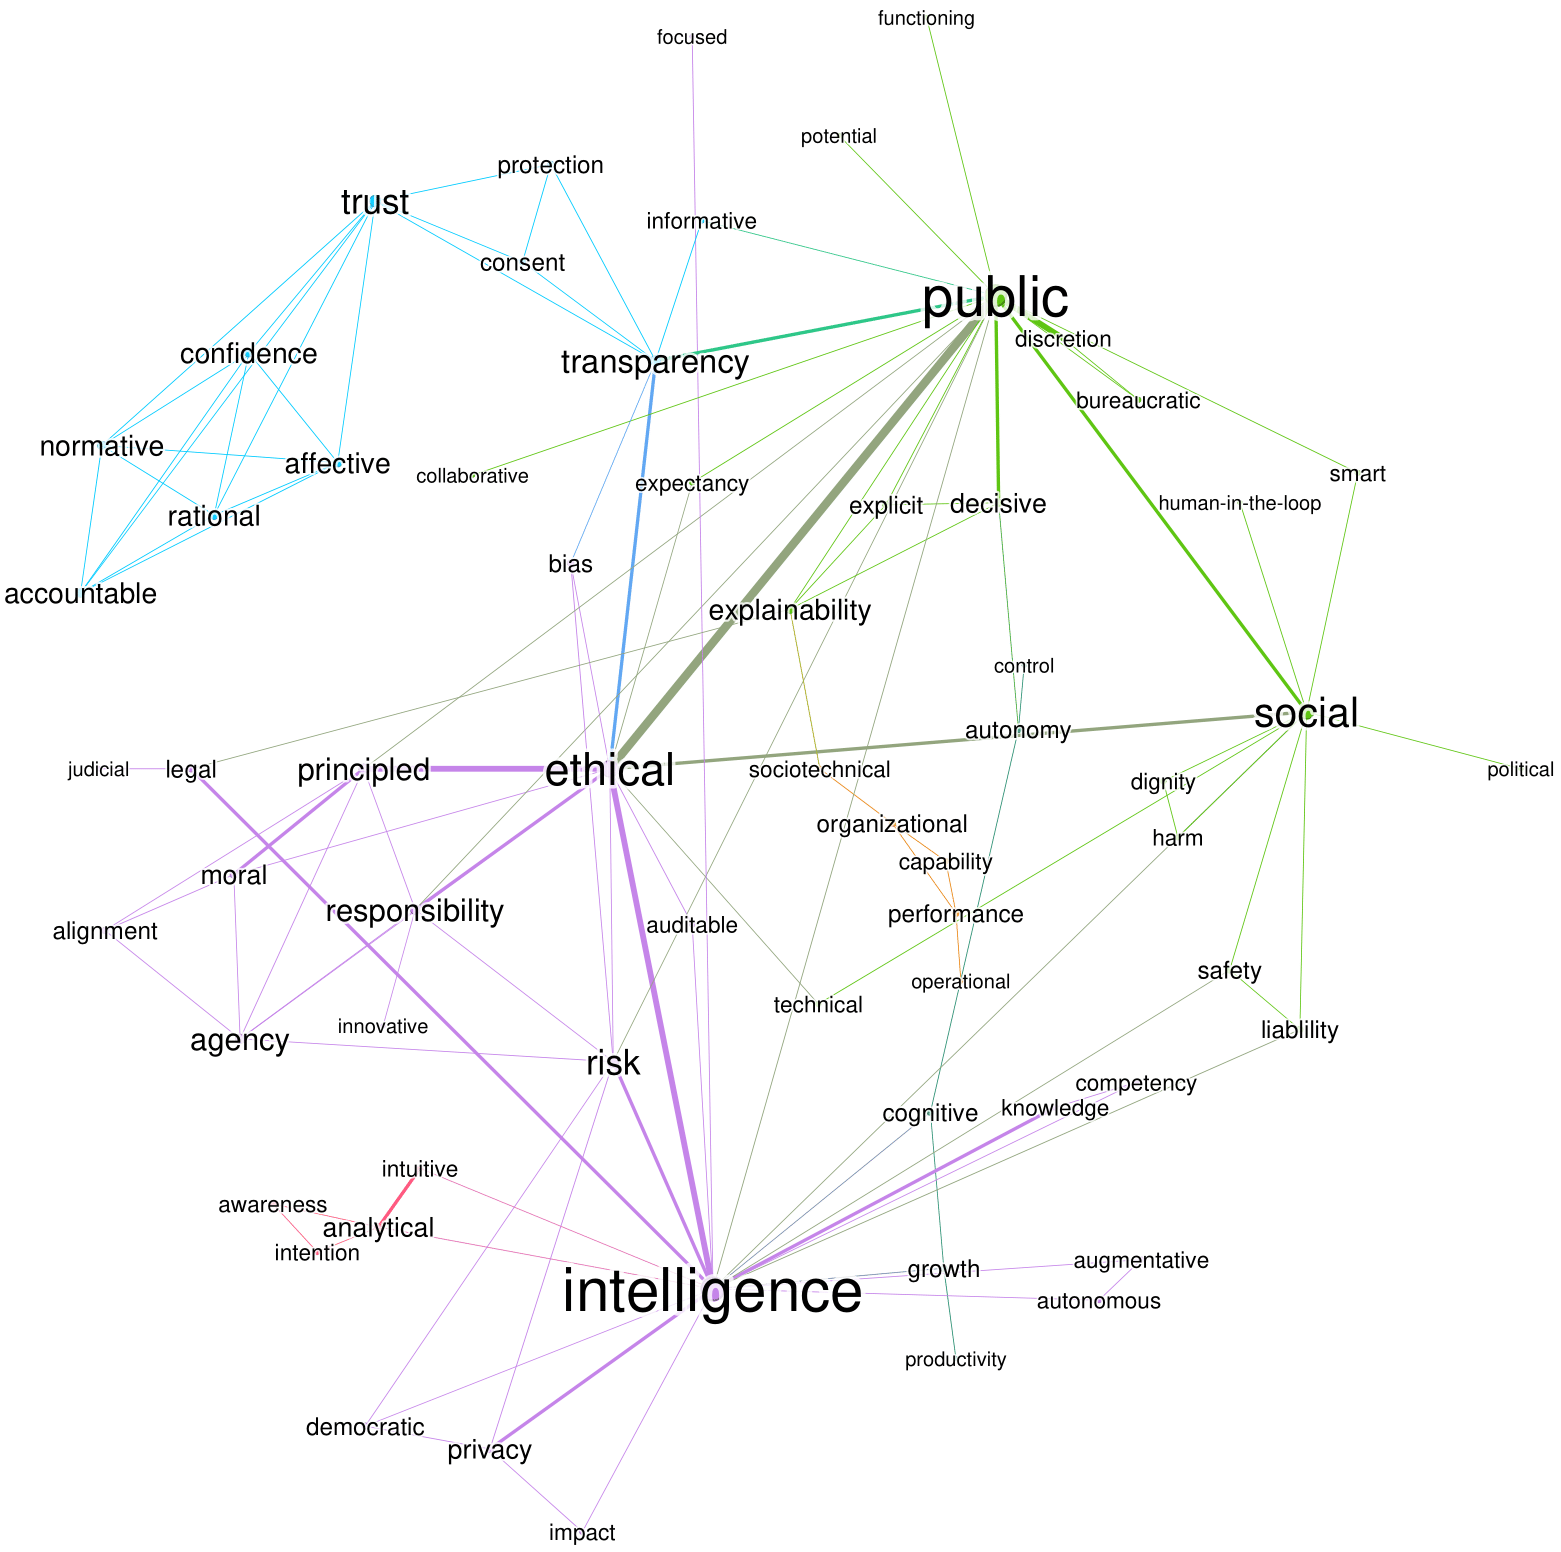 functioning
focused
potential
protection
trust
informative
consent
public
discretion
confidence
transparency
bureaucratic
normative
affective
collaborative
expectancy
smart
explicit
decisive
human-in-the-loop
rational
bias
accountable
explainability
control
social
autonomy
judicial
legal
principled
ethical
sociotechnical
political
dignity
organizational
harm
capability
moral
responsibility
performance
auditable
alignment
safety
operational
technical
innovative
liablility
agency
risk
competency
knowledge
cognitive
intuitive
awareness
analytical
intention
augmentative
growth
intelligence
autonomous
productivity
democratic
privacy
impact